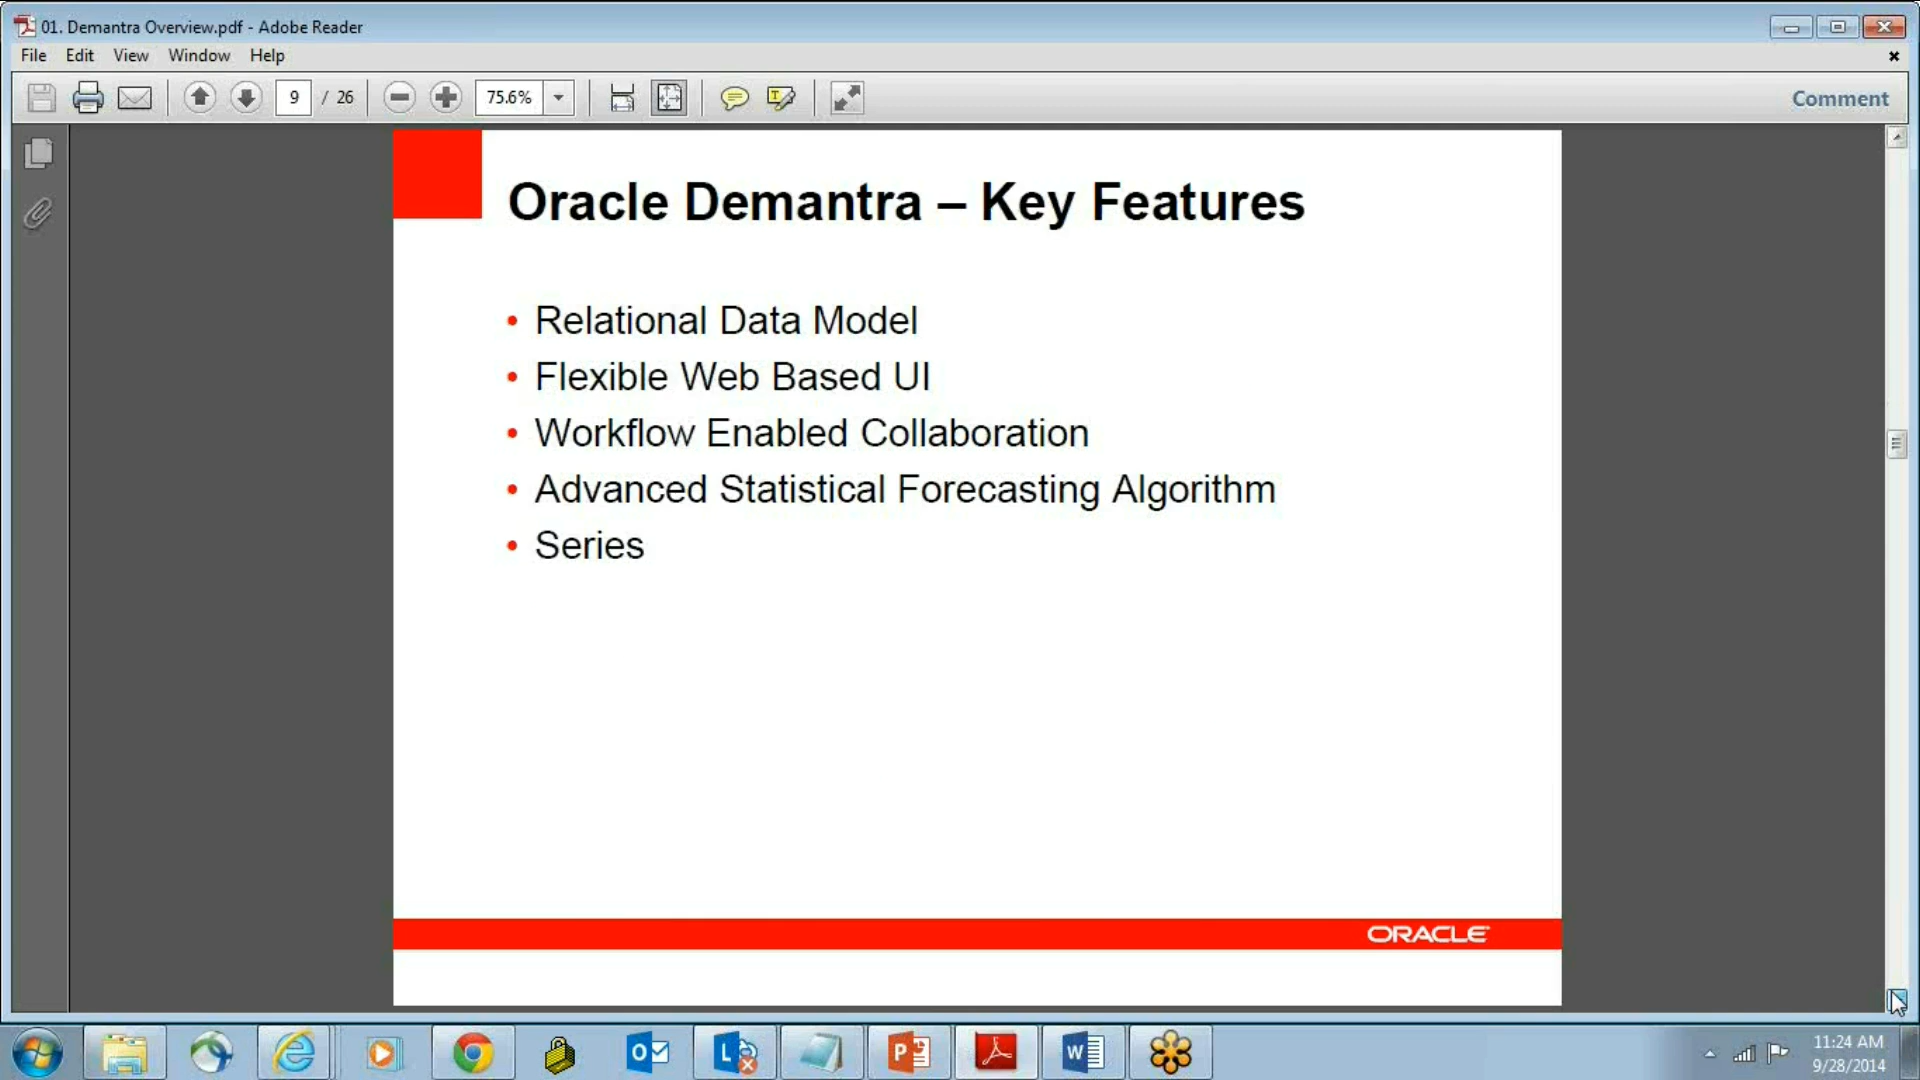 01. Demantra Overview.pdf - Adobe Reader
File Edit View Window Help
9 / 26 75.6% Comment
Oracle Demantra – Key Features
• Relational Data Model
• Flexible Web Based UI
• Workflow Enabled Collaboration
• Advanced Statistical Forecasting Algorithm
• Series
ORACLE
11:24 AM
9/28/2014